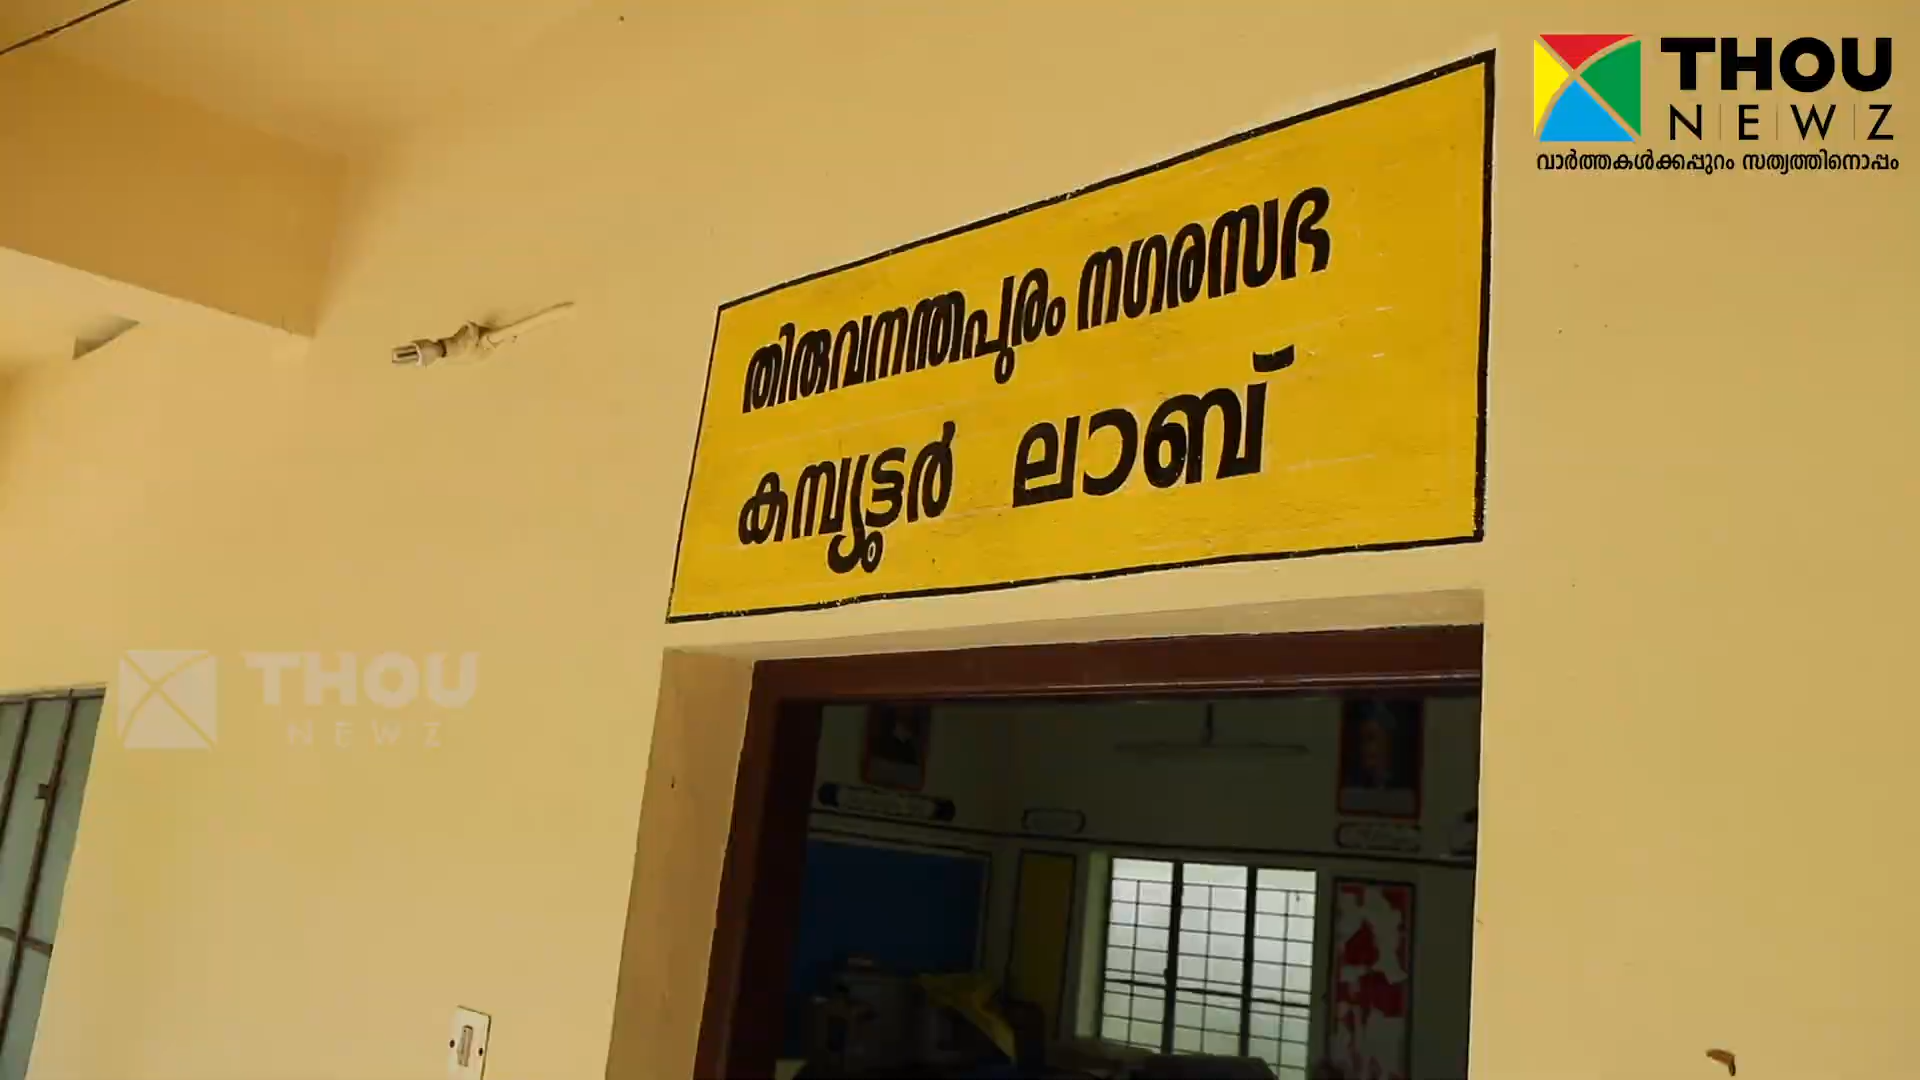 THOU
NEWZ
വാർത്തകൾക്കപ്പുറം സത്യത്തിനൊപ്പം
തിരുവനന്തപുരം നഗരസഭ
കമ്പ്യൂട്ടർ ലാബ്
THOU
NEWZ